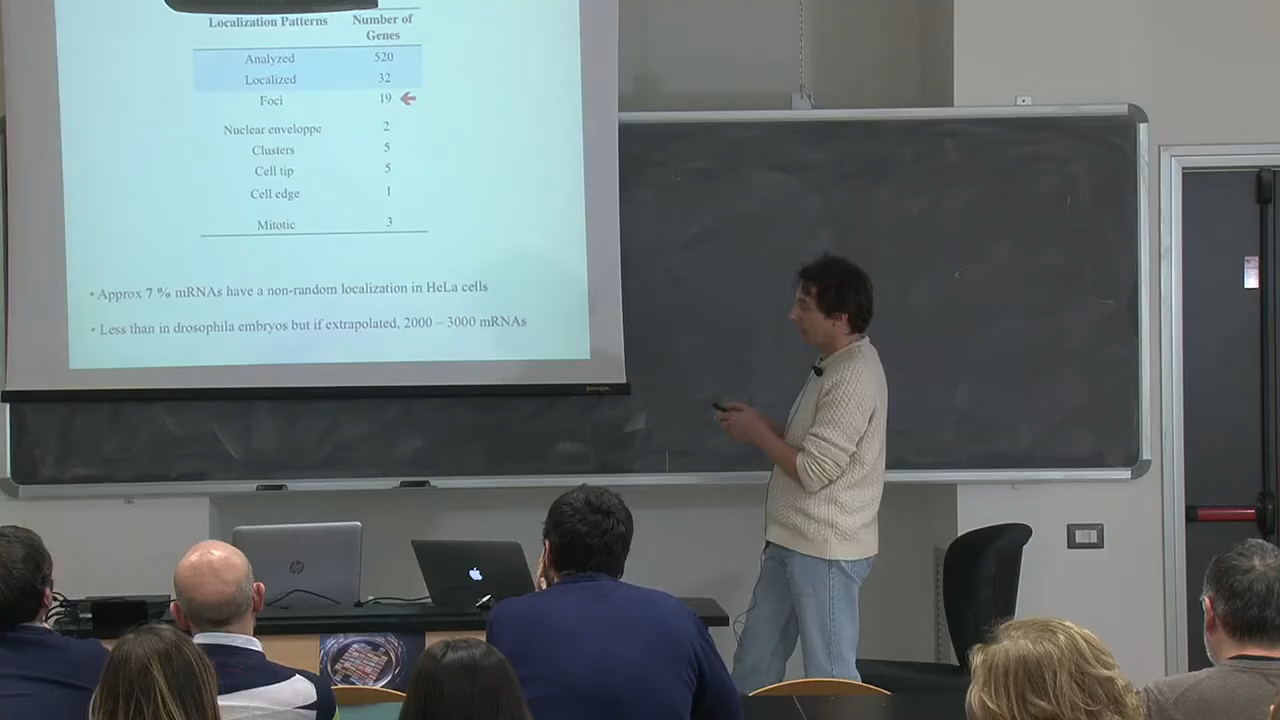 Localization Patterns Number of Genes
Analyzed 520
Localized 32
Foci 19
Nuclear enveloppe 2
Clusters 5
Cell tip 5
Cell edge 1
Mitotic 3
• Approx 7 % mRNAs have a non-random localization in HeLa cells
• Less than in drosophila embryos but if extrapolated, 2000 – 3000 mRNAs
hp